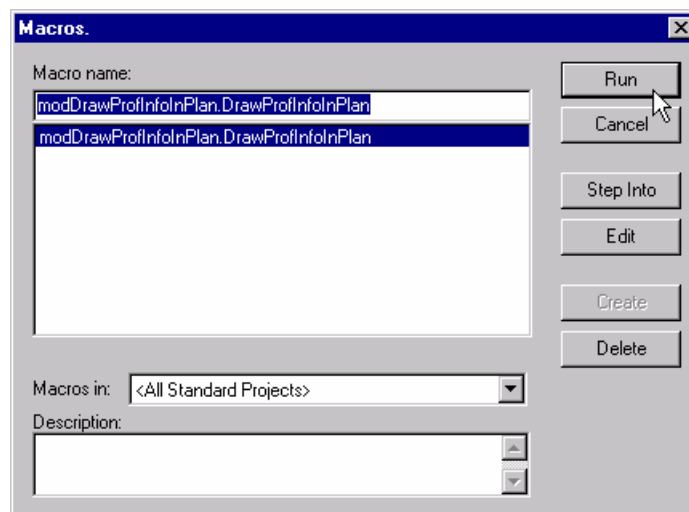 Macros.
Macro name:
modDrawProfInfoInPlan.DrawProfInfoInPlan
modDrawProfInfoInPlan.DrawProfInfoInPlan
Run
Cancel
Step Into
Edit
Create
Delete
Macros in: <All Standard Projects>
Description: